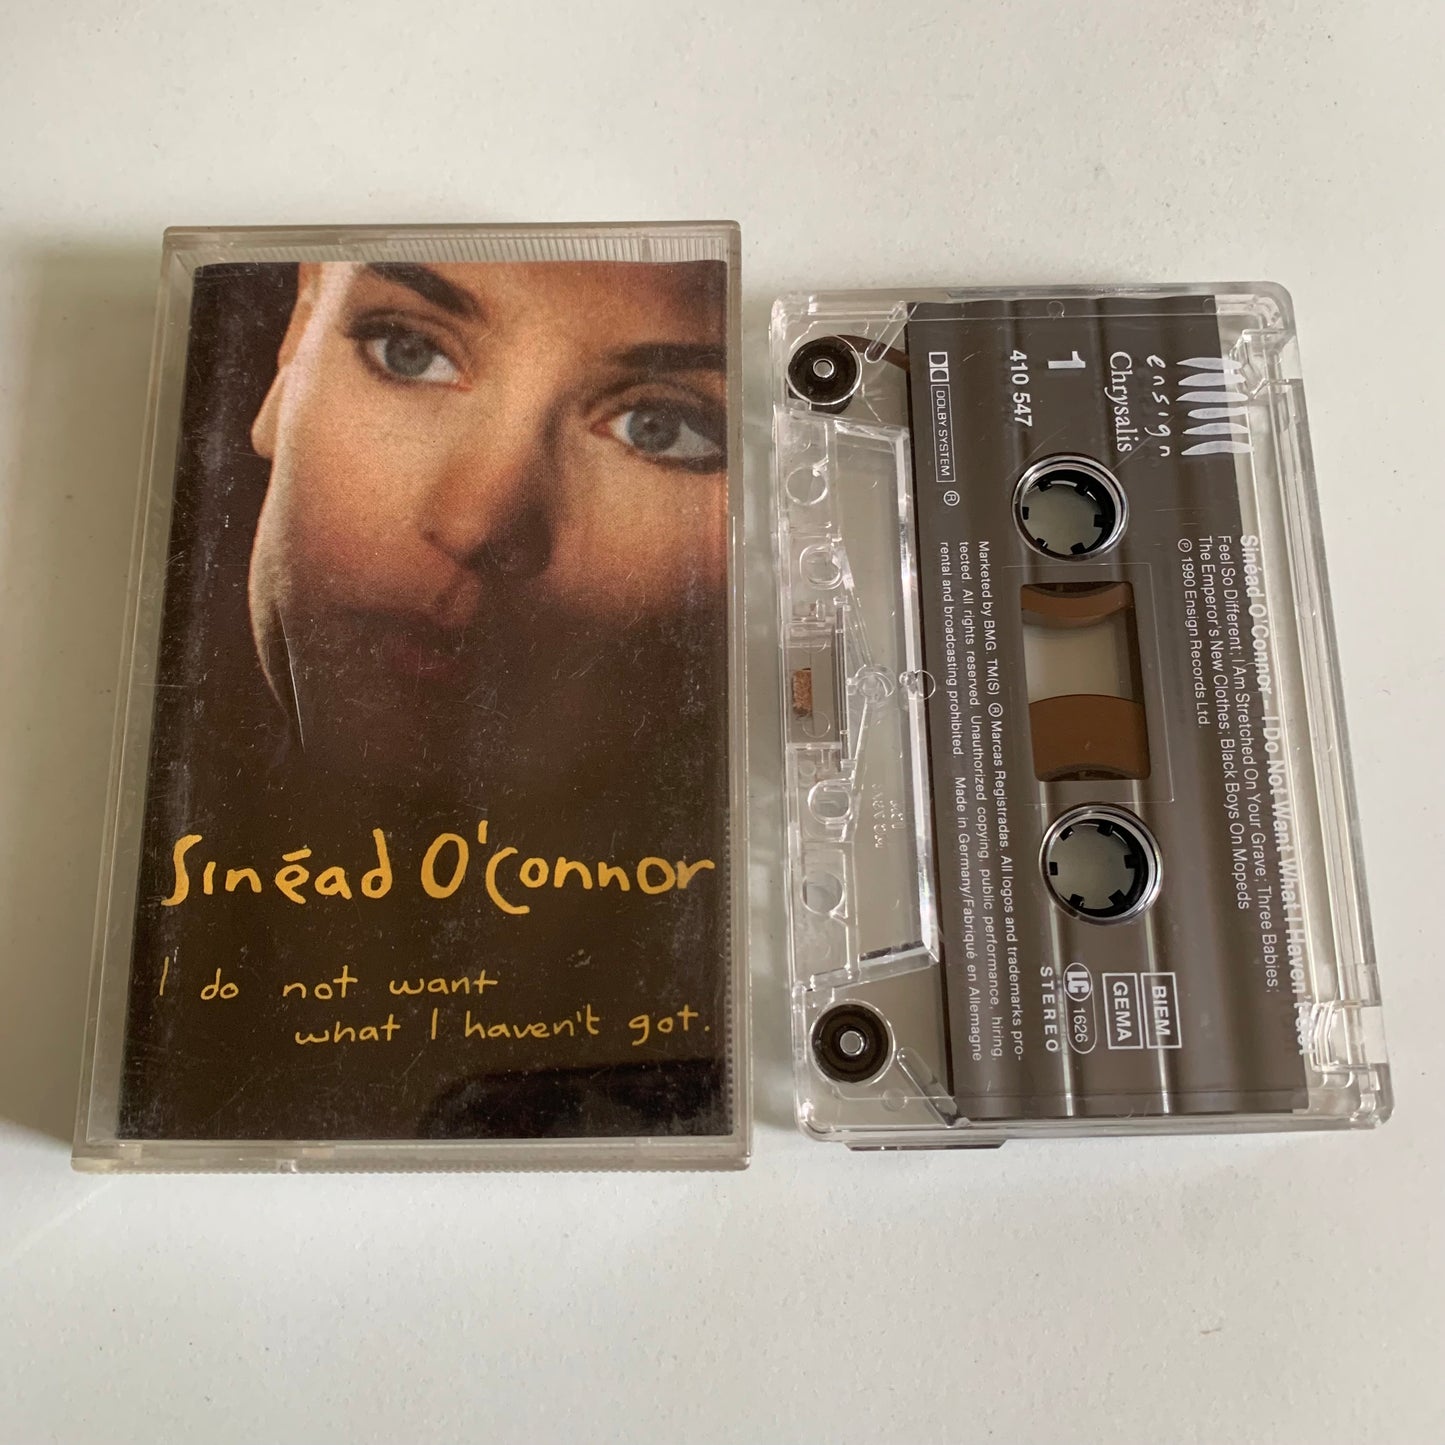 Sinéad O'Connor
I do not want
what I haven't got.
ensign
Chrysalis
1
410 547
DOLBY SYSTEM ®
Sinéad O'Connor - I Do Not Want What I Haven't Got
Feel So Different; I Am Stretched On Your Grave; Three Babies;
The Emperor's New Clothes; Black Boys On Mopeds
℗ 1990 Ensign Records Ltd.
BIEM
GEMA
LC 1626
STEREO
Marketed by BMG. TM(S) ® Marcas Registradas. All logos and trademarks pro-
tected. All rights reserved. Unauthorized copying, public performance, hiring,
rental and broadcasting prohibited. Made in Germany/Fabriqué en Allemagne